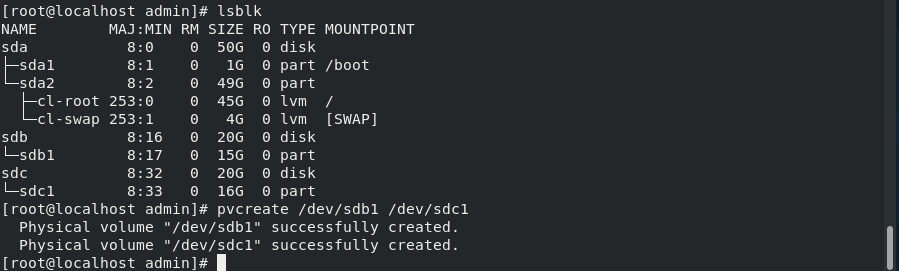 [root@localhost admin]# lsblk
NAME        MAJ:MIN RM SIZE RO TYPE MOUNTPOINT
sda           8:0    0  50G  0 disk
├─sda1        8:1    0   1G  0 part /boot
└─sda2        8:2    0  49G  0 part
  ├─cl-root 253:0    0  45G  0 lvm  /
  └─cl-swap 253:1    0   4G  0 lvm  [SWAP]
sdb           8:16   0  20G  0 disk
└─sdb1        8:17   0  15G  0 part
sdc           8:32   0  20G  0 disk
└─sdc1        8:33   0  16G  0 part
[root@localhost admin]# pvcreate /dev/sdb1 /dev/sdc1
  Physical volume "/dev/sdb1" successfully created.
  Physical volume "/dev/sdc1" successfully created.
[root@localhost admin]#